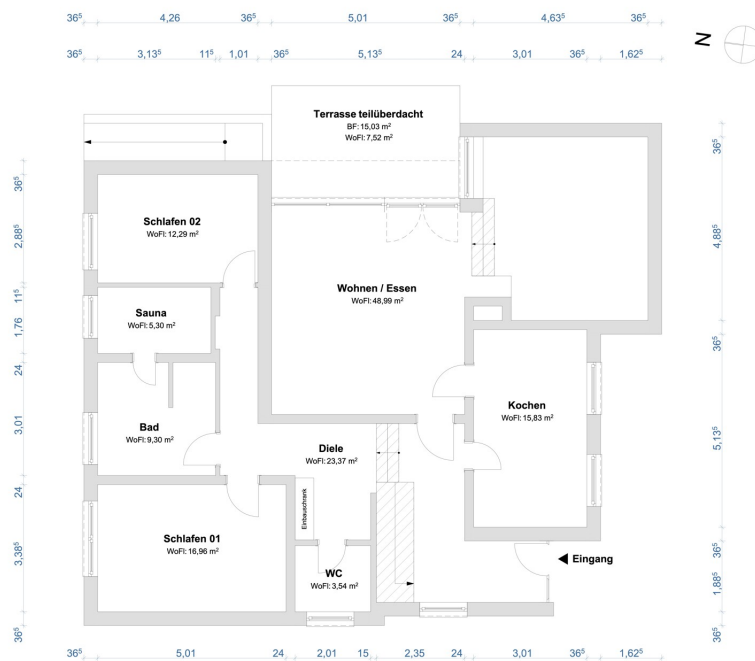 36⁵ 4,26 36⁵ 5,01 36⁵ 4,63⁵ 36⁵
36⁵ 3,13⁵ 11⁵ 1,01 36⁵ 5,13⁵ 24 3,01 36⁵ 1,62⁵
N
Terrasse teilüberdacht
BF: 15,03 m²
WoFl: 7,52 m²
Schlafen 02
WoFl: 12,29 m²
Wohnen / Essen
WoFl: 48,99 m²
Sauna
WoFl: 5,30 m²
Kochen
WoFl: 15,83 m²
Bad
WoFl: 9,30 m²
Diele
WoFl: 23,37 m²
Einbauschrank
Schlafen 01
WoFl: 16,96 m²
WC
WoFl: 3,54 m²
Eingang
36⁵
2,88⁵
11⁵
1,76
24
3,01
24
3,38⁵
36⁵
36⁵
4,88⁵
36⁵
5,13⁵
36⁵
1,88⁵
36⁵ 5,01 24 2,01 15 2,35 24 3,01 36⁵ 1,62⁵